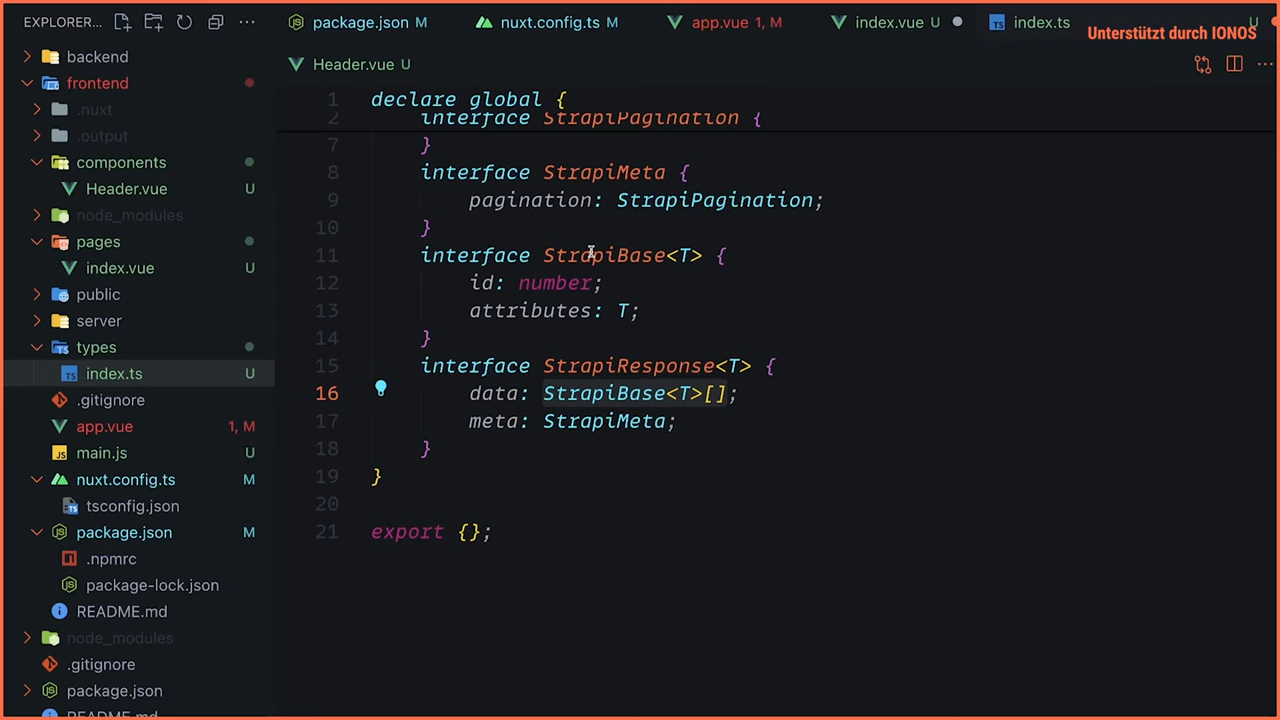 EXPLORER...
package.json M
nuxt.config.ts M
app.vue 1, M
index.vue U
index.ts U
Unterstützt durch IONOS
Header.vue U
backend
frontend
.nuxt
.output
components
Header.vue U
node_modules
pages
index.vue U
public
server
types
index.ts U
.gitignore
app.vue 1, M
main.js U
nuxt.config.ts M
tsconfig.json
package.json M
.npmrc
package-lock.json
README.md
node_modules
.gitignore
package.json
README.md
1 declare global {
2 interface StrapiPagination {
7 }
8 interface StrapiMeta {
9 pagination: StrapiPagination;
10 }
11 interface StrapiBase<T> {
12 id: number;
13 attributes: T;
14 }
15 interface StrapiResponse<T> {
16 data: StrapiBase<T>[];
17 meta: StrapiMeta;
18 }
19 }
20
21 export {};